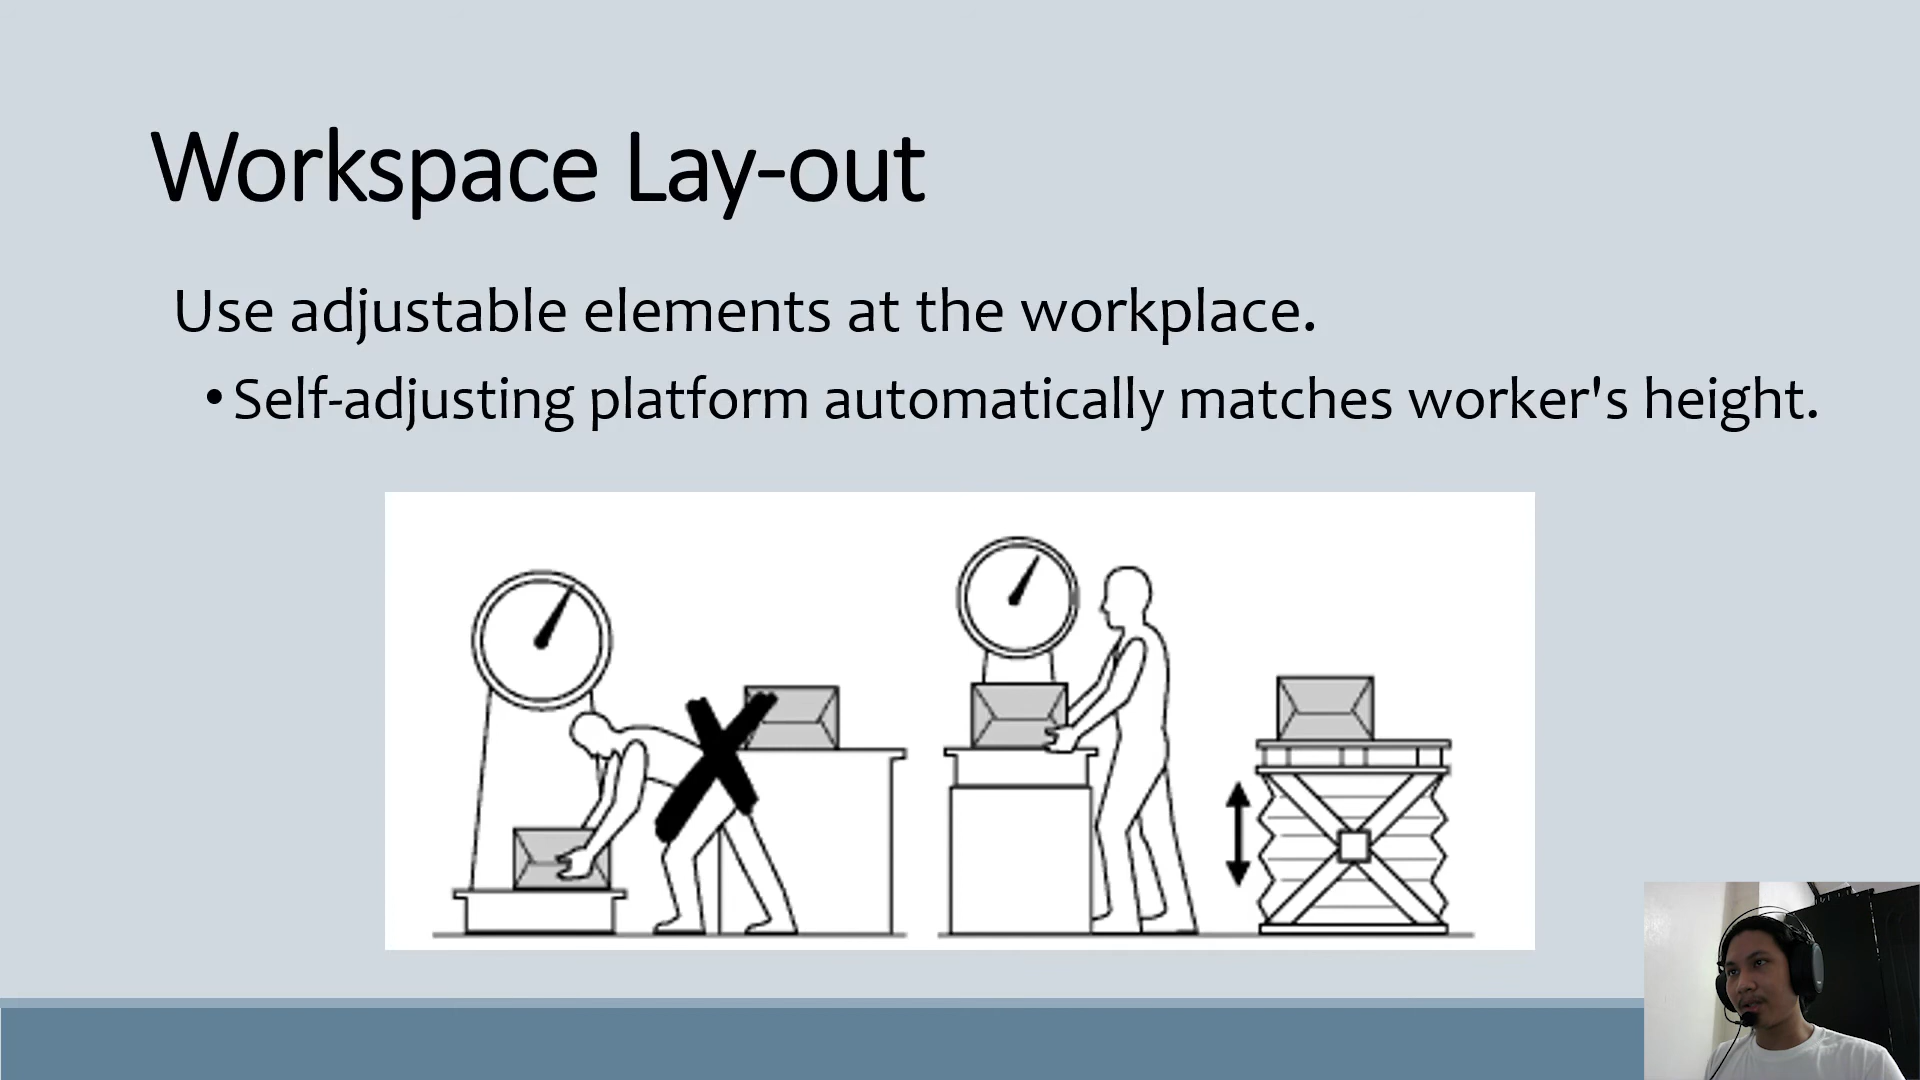 Workspace Lay-out
Use adjustable elements at the workplace.
• Self-adjusting platform automatically matches worker's height.